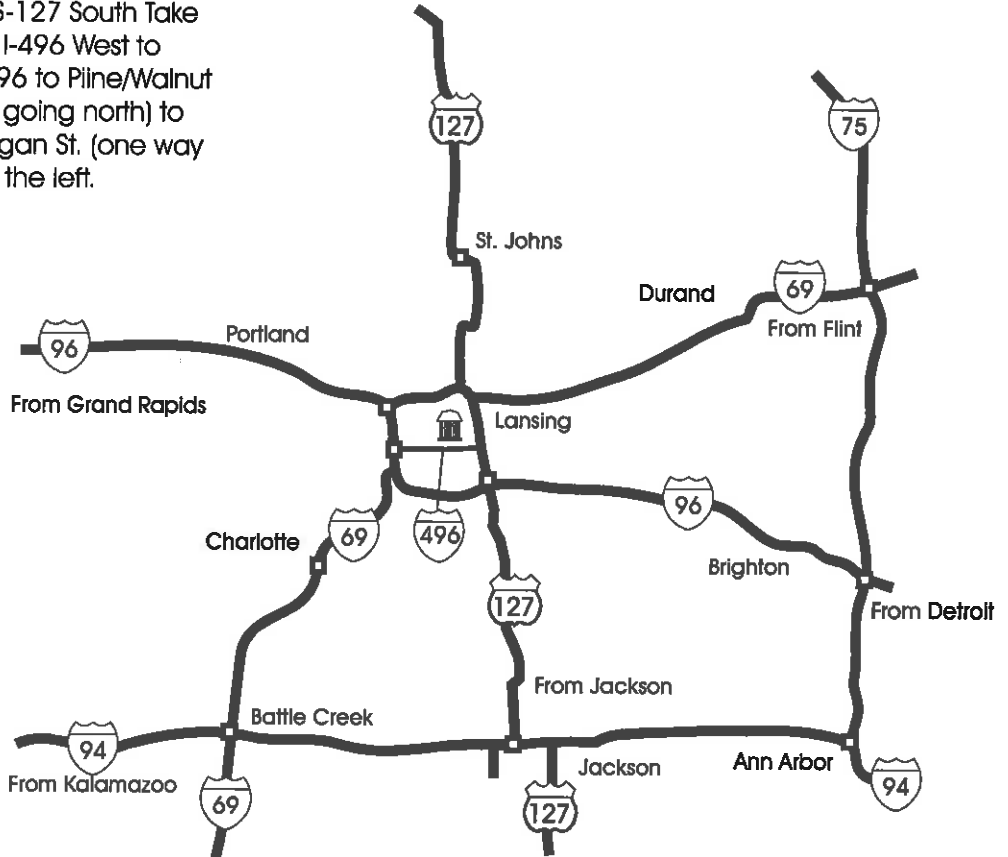 S-127 South Take
I-496 West to
96 to Piine/Walnut
going north) to
gan St. (one way
the left.
127
75
St. Johns
Durand
69
From Flint
Portland
96
From Grand Rapids
Lansing
96
69
496
Charlotte
Brighton
127
From Detroit
From Jackson
Battle Creek
94
From Kalamazoo
Jackson
Ann Arbor
94
69
127